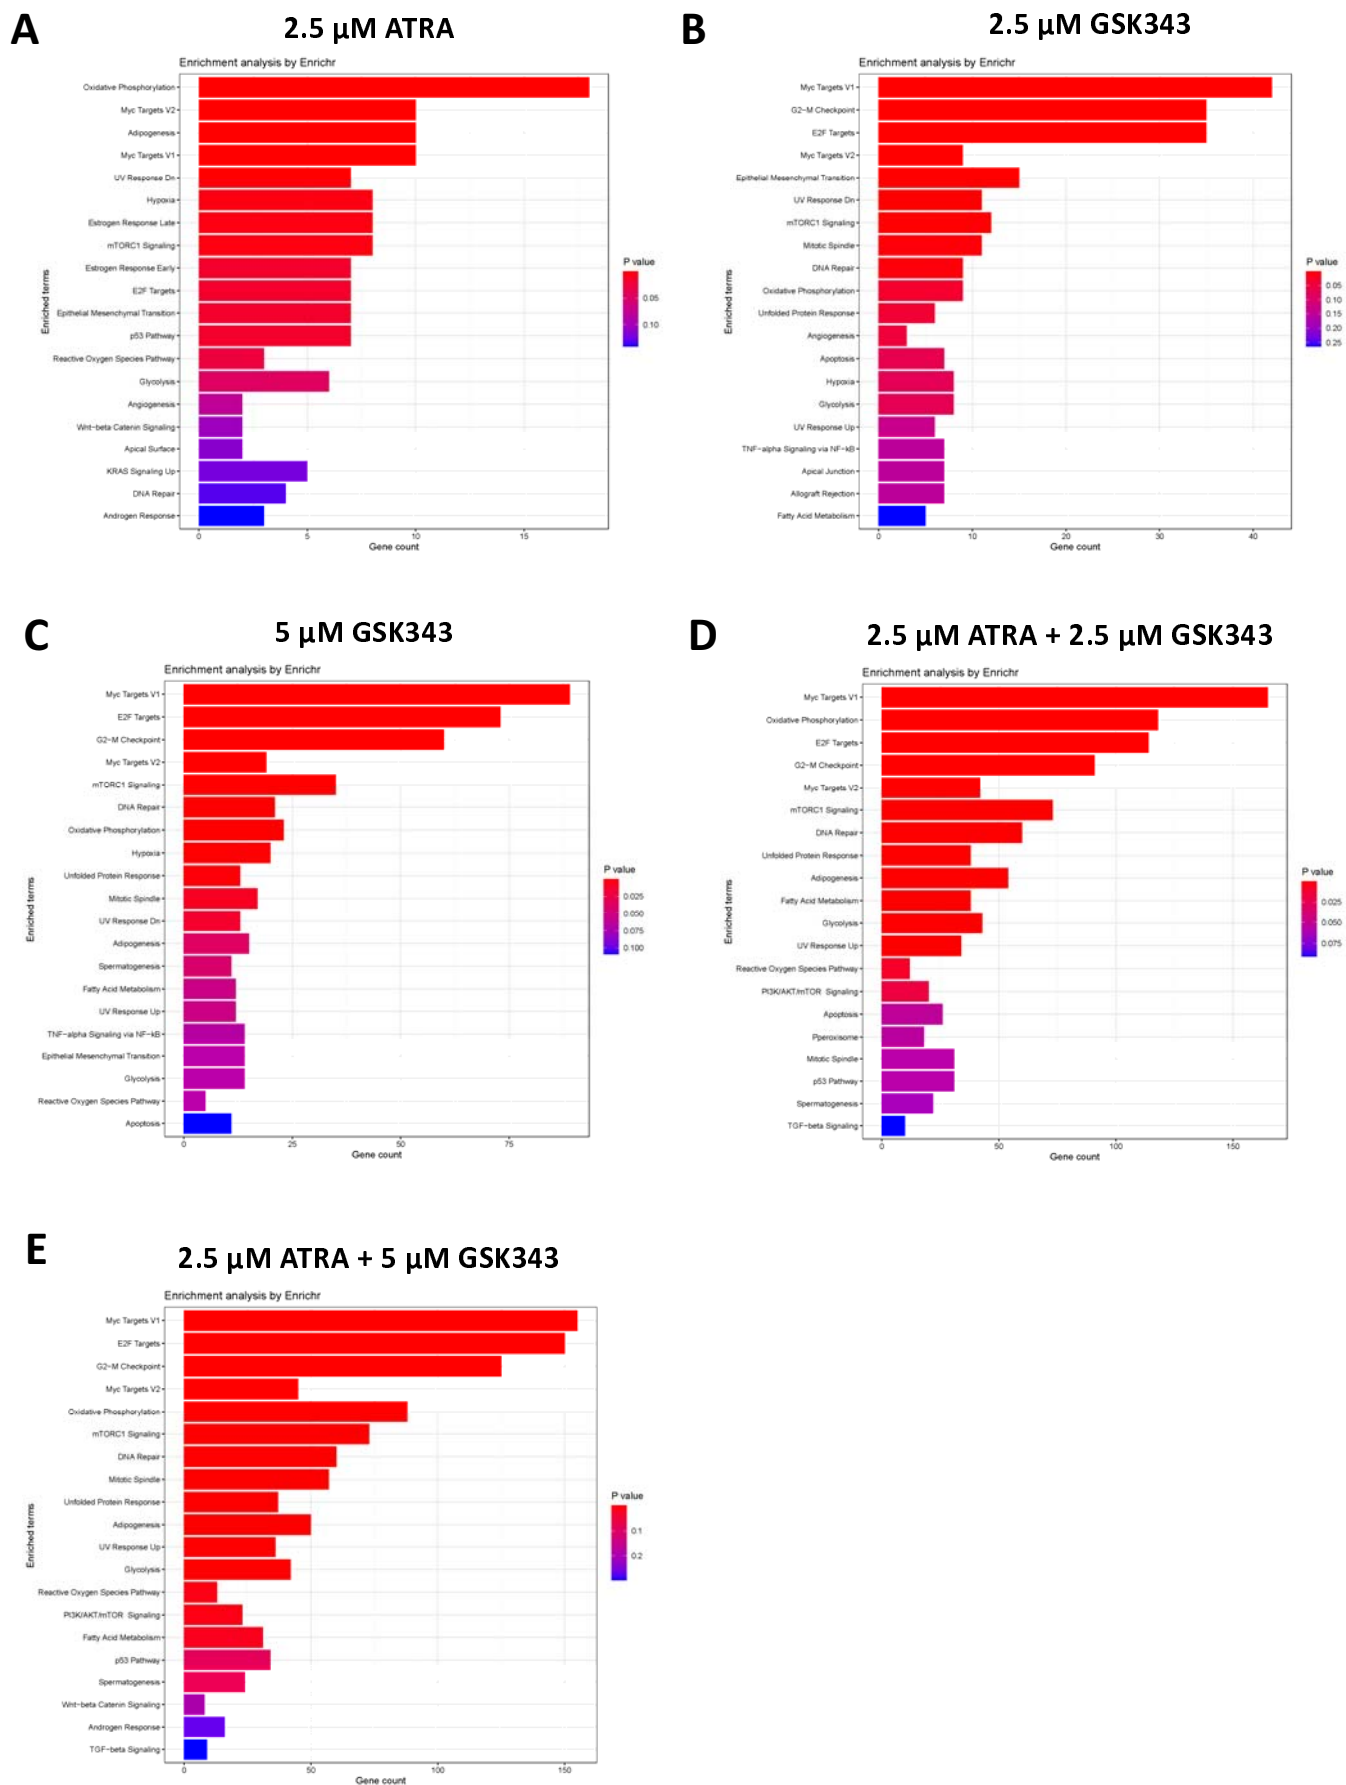 A
2.5 µM ATRA
Enrichment analysis by Enrichr
Enriched terms
Oxidative Phosphorylation
Myc Targets V2
Adipogenesis
Myc Targets V1
UV Response Dn
Hypoxia
Estrogen Response Late
mTORC1 Signaling
Estrogen Response Early
E2F Targets
Epithelial Mesenchymal Transition
p53 Pathway
Reactive Oxygen Species Pathway
Glycolysis
Angiogenesis
Wnt-beta Catenin Signaling
Apical Surface
KRAS Signaling Up
DNA Repair
Androgen Response
0 5 10 15
Gene count
P value
0.05
0.10
B
2.5 µM GSK343
Enrichment analysis by Enrichr
Enriched terms
Myc Targets V1
G2-M Checkpoint
E2F Targets
Myc Targets V2
Epithelial Mesenchymal Transition
UV Response Dn
mTORC1 Signaling
Mitotic Spindle
DNA Repair
Oxidative Phosphorylation
Unfolded Protein Response
Angiogenesis
Apoptosis
Hypoxia
Glycolysis
UV Response Up
TNF-alpha Signaling via NF-kB
Apical Junction
Allograft Rejection
Fatty Acid Metabolism
0 10 20 30 40
Gene count
P value
0.05
0.10
0.15
0.20
0.25
C
5 µM GSK343
Enrichment analysis by Enrichr
Enriched terms
Myc Targets V1
E2F Targets
G2-M Checkpoint
Myc Targets V2
mTORC1 Signaling
DNA Repair
Oxidative Phosphorylation
Hypoxia
Unfolded Protein Response
Mitotic Spindle
UV Response Dn
Adipogenesis
Spermatogenesis
Fatty Acid Metabolism
UV Response Up
TNF-alpha Signaling via NF-kB
Epithelial Mesenchymal Transition
Glycolysis
Reactive Oxygen Species Pathway
Apoptosis
0 25 50 75
Gene count
P value
0.025
0.050
0.075
0.100
D
2.5 µM ATRA + 2.5 µM GSK343
Enrichment analysis by Enrichr
Enriched terms
Myc Targets V1
Oxidative Phosphorylation
E2F Targets
G2-M Checkpoint
Myc Targets V2
mTORC1 Signaling
DNA Repair
Unfolded Protein Response
Adipogenesis
Fatty Acid Metabolism
Glycolysis
UV Response Up
Reactive Oxygen Species Pathway
PI3K/AKT/mTOR Signaling
Apoptosis
Pperoxisome
Mitotic Spindle
p53 Pathway
Spermatogenesis
TGF-beta Signaling
0 50 100 150
Gene count
P value
0.025
0.050
0.075
E
2.5 µM ATRA + 5 µM GSK343
Enrichment analysis by Enrichr
Enriched terms
Myc Targets V1
E2F Targets
G2-M Checkpoint
Myc Targets V2
Oxidative Phosphorylation
mTORC1 Signaling
DNA Repair
Mitotic Spindle
Unfolded Protein Response
Adipogenesis
UV Response Up
Glycolysis
Reactive Oxygen Species Pathway
PI3K/AKT/mTOR Signaling
Fatty Acid Metabolism
p53 Pathway
Spermatogenesis
Wnt-beta Catenin Signaling
Androgen Response
TGF-beta Signaling
0 50 100 150
Gene count
P value
0.1
0.2